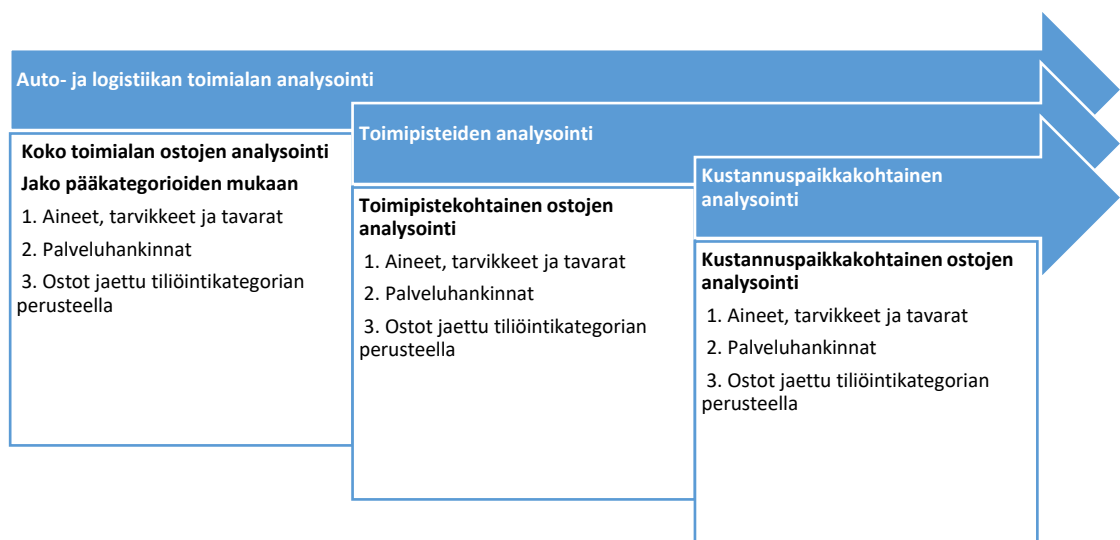 Auto- ja logistiikan toimialan analysointi
Koko toimialan ostojen analysointi
Jako pääkategorioiden mukaan
1. Aineet, tarvikkeet ja tavarat
2. Palveluhankinnat
3. Ostot jaettu tiliöintikategorian
perusteella
Toimipisteiden analysointi
Toimipistekohtainen ostojen
analysointi
1. Aineet, tarvikkeet ja tavarat
2. Palveluhankinnat
3. Ostot jaettu tiliöintikategorian
perusteella
Kustannuspaikkakohtainen
analysointi
Kustannuspaikkakohtainen ostojen
analysointi
1. Aineet, tarvikkeet ja tavarat
2. Palveluhankinnat
3. Ostot jaettu tiliöintikategorian
perusteella